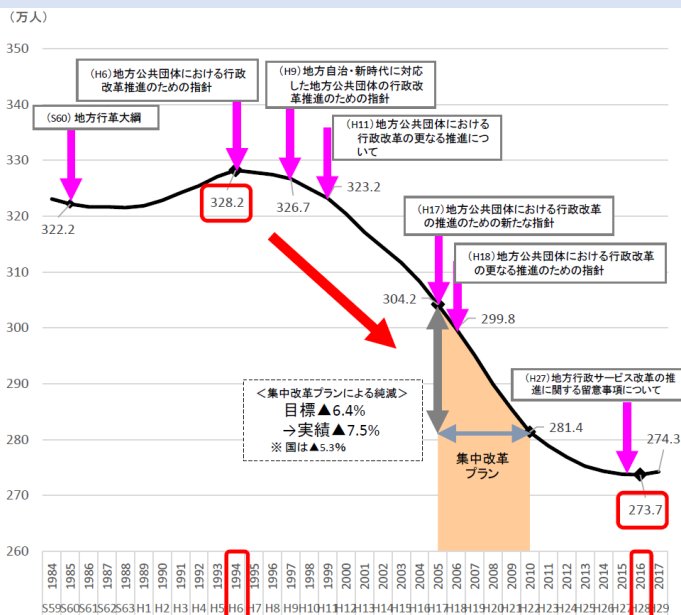 （万人）
350
340
330
320
310
300
290
280
270
260
（S60）地方行革大綱
（H6）地方公共団体における行政
改革推進のための指針
（H9）地方自治・新時代に対応
した地方公共団体の行政改
革推進のための指針
（H11）地方公共団体における
行政改革の更なる推進につ
いて
（H17）地方公共団体における行政改革
の推進のための新たな指針
（H18）地方公共団体における行政改革
の更なる推進のための指針
（H27）地方行政サービス改革の推
進に関する留意事項について
322.2
328.2
326.7
323.2
304.2
299.8
281.4
274.3
273.7
＜集中改革プランによる純減＞
目標▲6.4%
→実績▲7.5%
※国は▲5.3%
集中改革
プラン
1984 1985 1986 1987 1988 1989 1990 1991 1992 1993 1994 1995 1996 1997 1998 1999 2000 2001 2002 2003 2004 2005 2006 2007 2008 2009 2010 2011 2012 2013 2014 2015 2016 2017
S59 S60 S61 S62 S63 H1 H2 H3 H4 H5 H6 H7 H8 H9 H10 H11 H12 H13 H14 H15 H16 H17 H18 H19 H20 H21 H22 H23 H24 H25 H26 H27 H28 H29